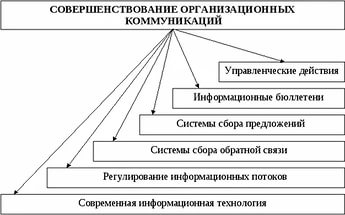 СОВЕРШЕНСТВОВАНИЕ ОРГАНИЗАЦИОННЫХ
КОММУНИКАЦИЙ
Управленческие действия
Информационные бюллетени
Системы сбора предложений
Системы сбора обратной связи
Регулирование информационных потоков
Современная информационная технология